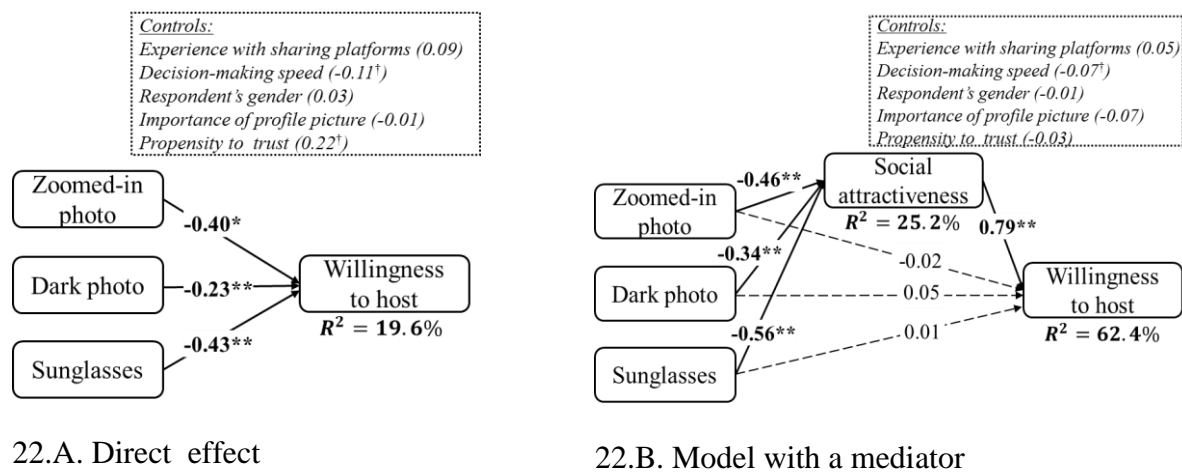 Controls:
Experience with sharing platforms (0.09)
Decision-making speed (-0.11†)
Respondent's gender (0.03)
Importance of profile picture (-0.01)
Propensity to trust (0.22†)
Zoomed-in
photo
-0.40*
Dark photo
-0.23**
Willingness
to host
R² = 19.6%
-0.43**
Sunglasses
22.A. Direct effect
Controls:
Experience with sharing platforms (0.05)
Decision-making speed (-0.07†)
Respondent's gender (-0.01)
Importance of profile picture (-0.07)
Propensity to trust (-0.03)
Social
attractiveness
R² = 25.2%
Zoomed-in
photo
-0.46**
0.79**
-0.02
Dark photo
-0.34**
0.05
Willingness
to host
R² = 62.4%
-0.56**
0.01
Sunglasses
22.B. Model with a mediator